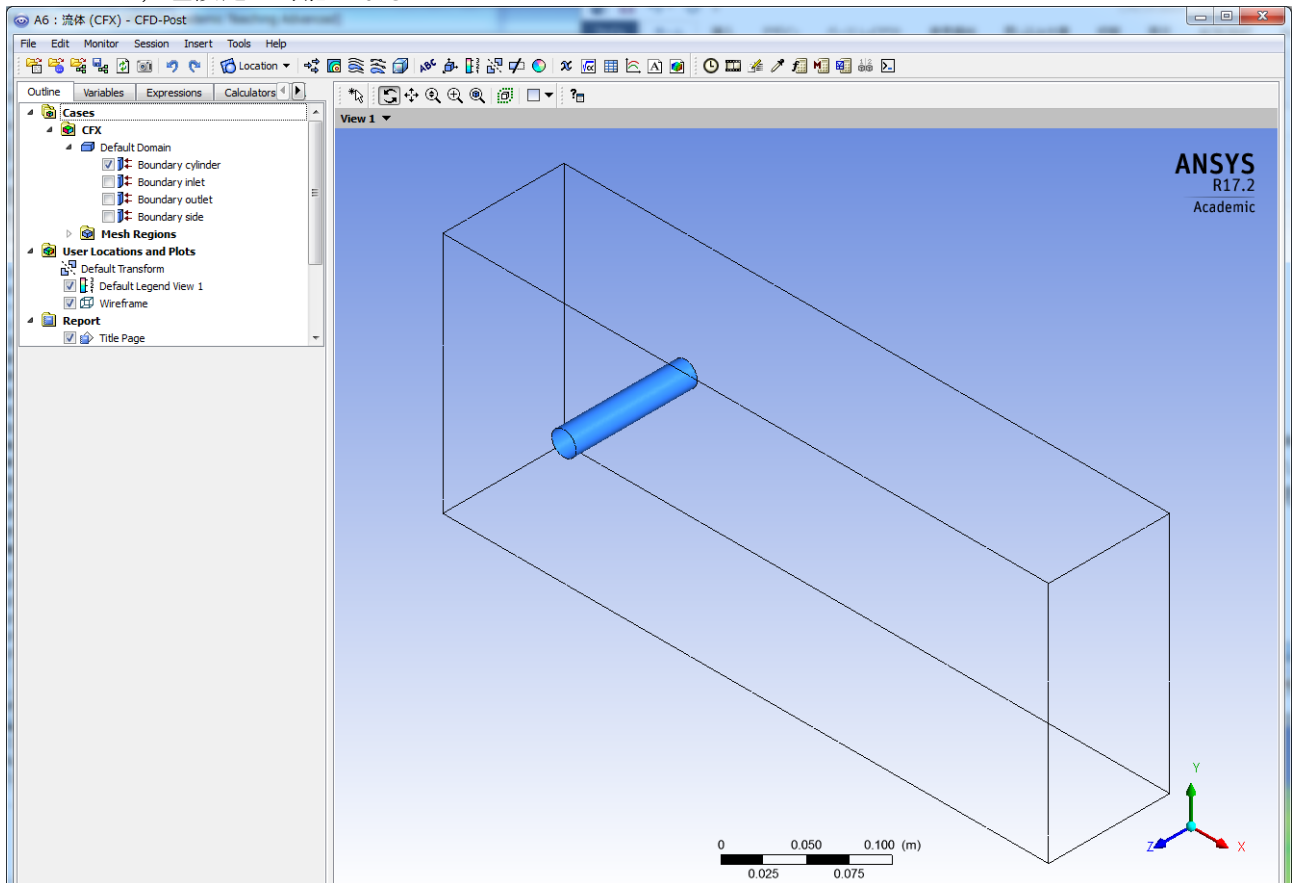 A6 : 流体 (CFX) - CFD-Post
File Edit Monitor Session Insert Tools Help
Location
Outline Variables Expressions Calculators
Cases
CFX
Default Domain
Boundary cylinder
Boundary inlet
Boundary outlet
Boundary side
Mesh Regions
User Locations and Plots
Default Transform
Default Legend View 1
Wireframe
Report
Title Page
View 1
ANSYS
R17.2
Academic
Y
Z X
0 0.050 0.100 (m)
0.025 0.075